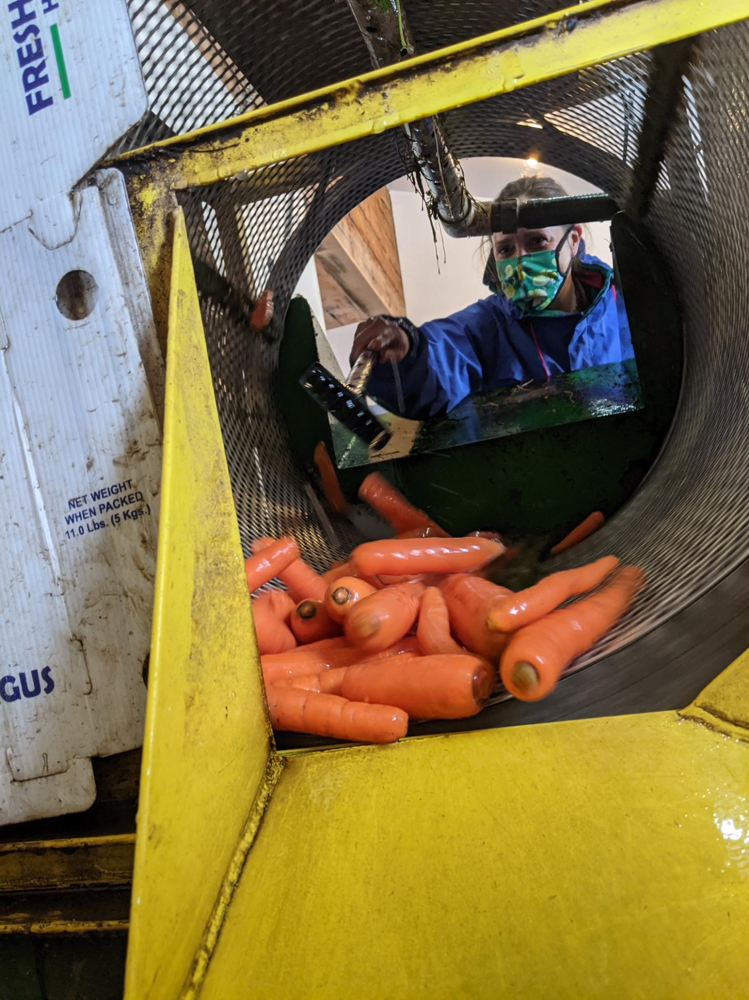 FRESH
H
NET WEIGHT
WHEN PACKED
11.0 Lbs. (5 Kgs.)
GUS